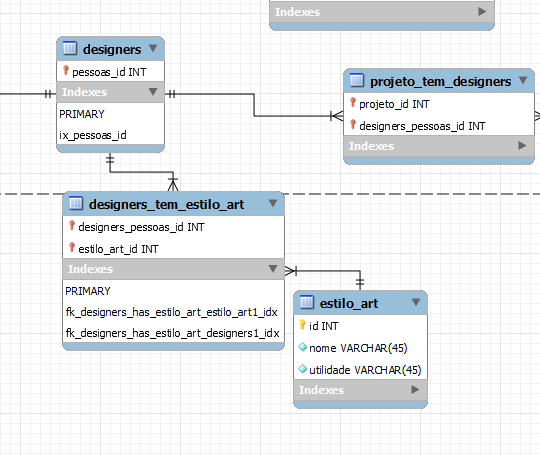 Indexes
designers
pessoas_id INT
Indexes
PRIMARY
ix_pessoas_id
projeto_tem_designers
projeto_id INT
designers_pessoas_id INT
Indexes
designers_tem_estilo_art
designers_pessoas_id INT
estilo_art_id INT
Indexes
PRIMARY
fk_designers_has_estilo_art_estilo_art1_idx
fk_designers_has_estilo_art_designers1_idx
estilo_art
id INT
nome VARCHAR(45)
utilidade VARCHAR(45)
Indexes